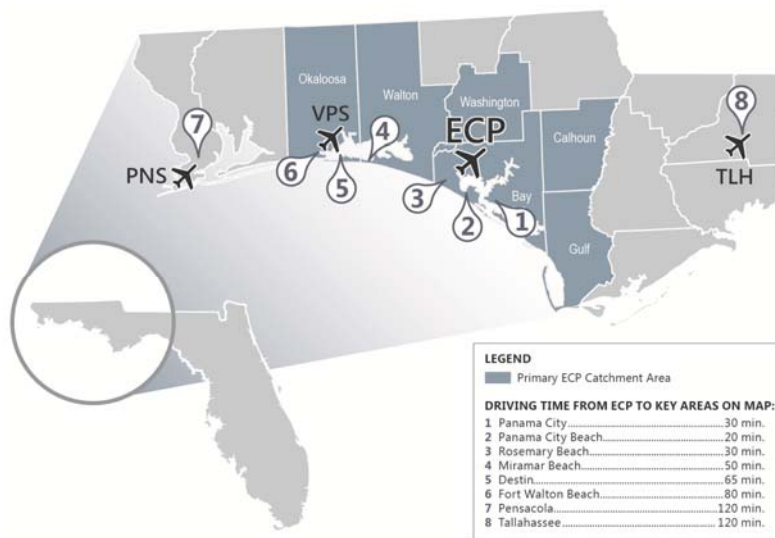 Okaloosa
Walton
Washington
Calhoun
Bay
Gulf
VPS
ECP
PNS
TLH
7
4
8
6
5
3
2
1
LEGEND
Primary ECP Catchment Area
DRIVING TIME FROM ECP TO KEY AREAS ON MAP:
1 Panama City.....................................................30 min.
2 Panama City Beach.........................................20 min.
3 Rosemary Beach..............................................30 min.
4 Miramar Beach................................................50 min.
5 Destin................................................................65 min.
6 Fort Walton Beach..........................................80 min.
7 Pensacola.......................................................120 min.
8 Tallahassee.....................................................120 min.